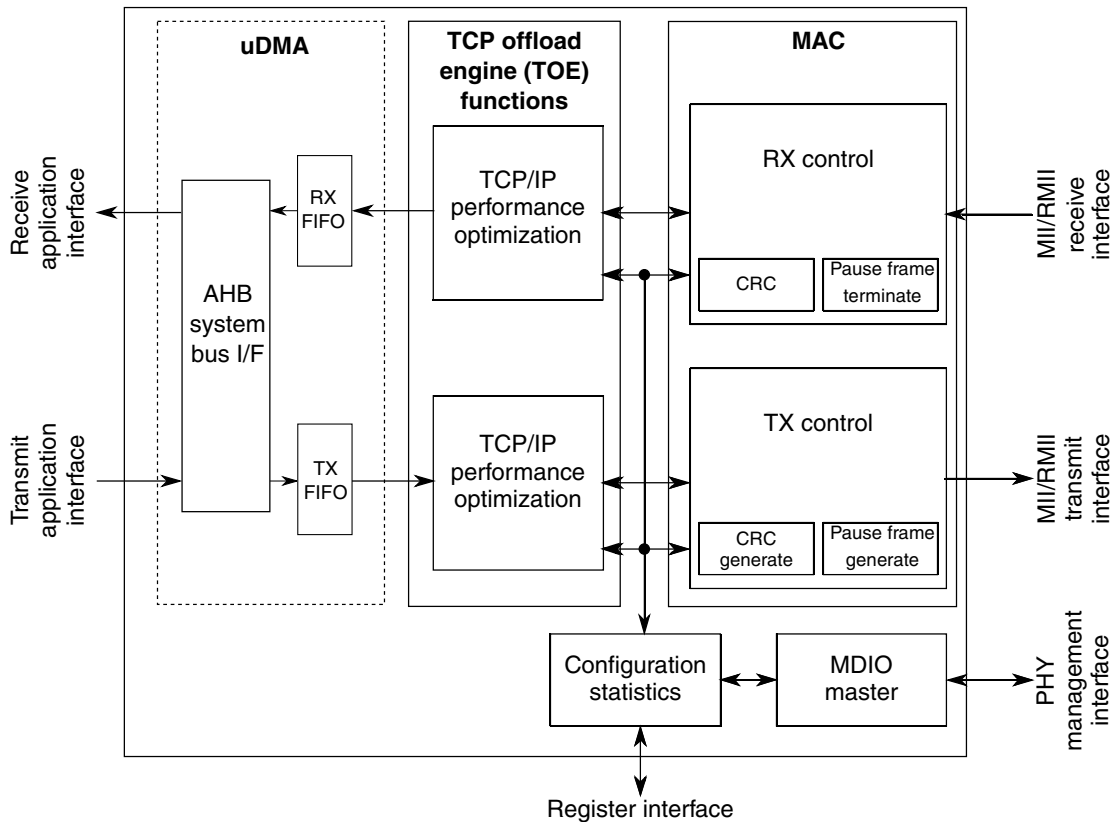 uDMA
TCP offload
engine (TOE)
functions
MAC
Receive
application
interface
RX
FIFO
TCP/IP
performance
optimization
RX control
CRC
Pause frame
terminate
MII/RMII
receive
interface
AHB
system
bus I/F
Transmit
application
interface
TX
FIFO
TCP/IP
performance
optimization
TX control
CRC
generate
Pause frame
generate
MII/RMII
transmit
interface
Configuration
statistics
MDIO
master
PHY
management
interface
Register interface